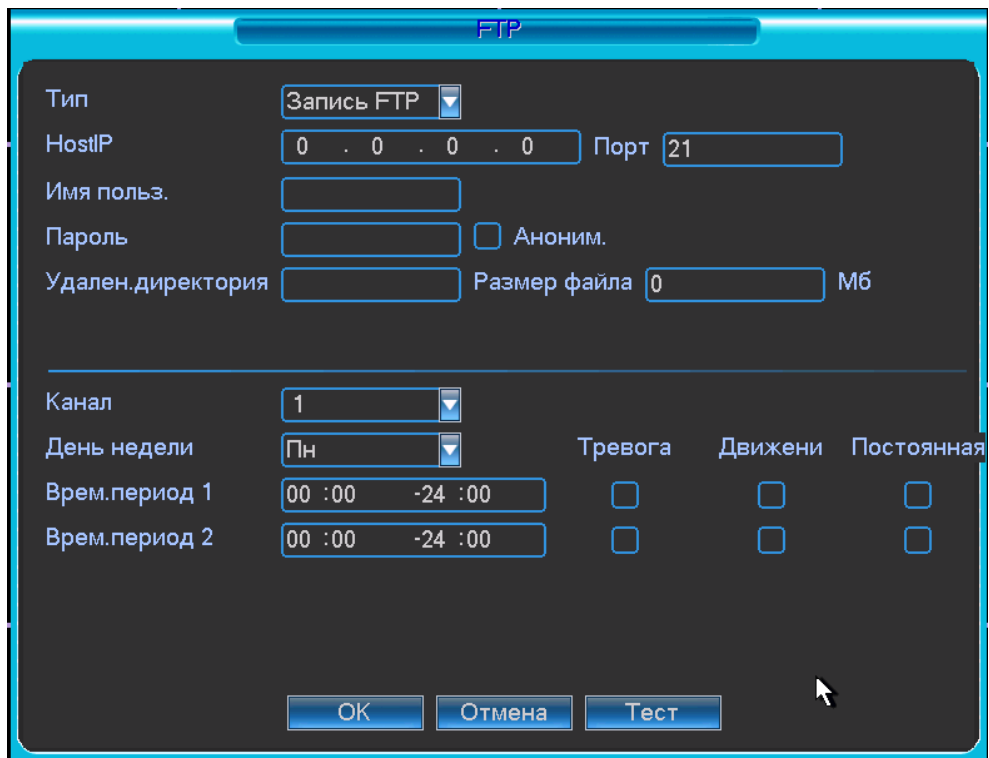 FTP
Тип Запись FTP
HostIP 0 . 0 . 0 . 0 Порт 21
Имя польз.
Пароль Аноним.
Удален.директория Размер файла 0 Мб
Канал 1
День недели Пн Тревога Движени Постоянная
Врем.период 1 00 :00 -24 :00
Врем.период 2 00 :00 -24 :00
OK Отмена Тест